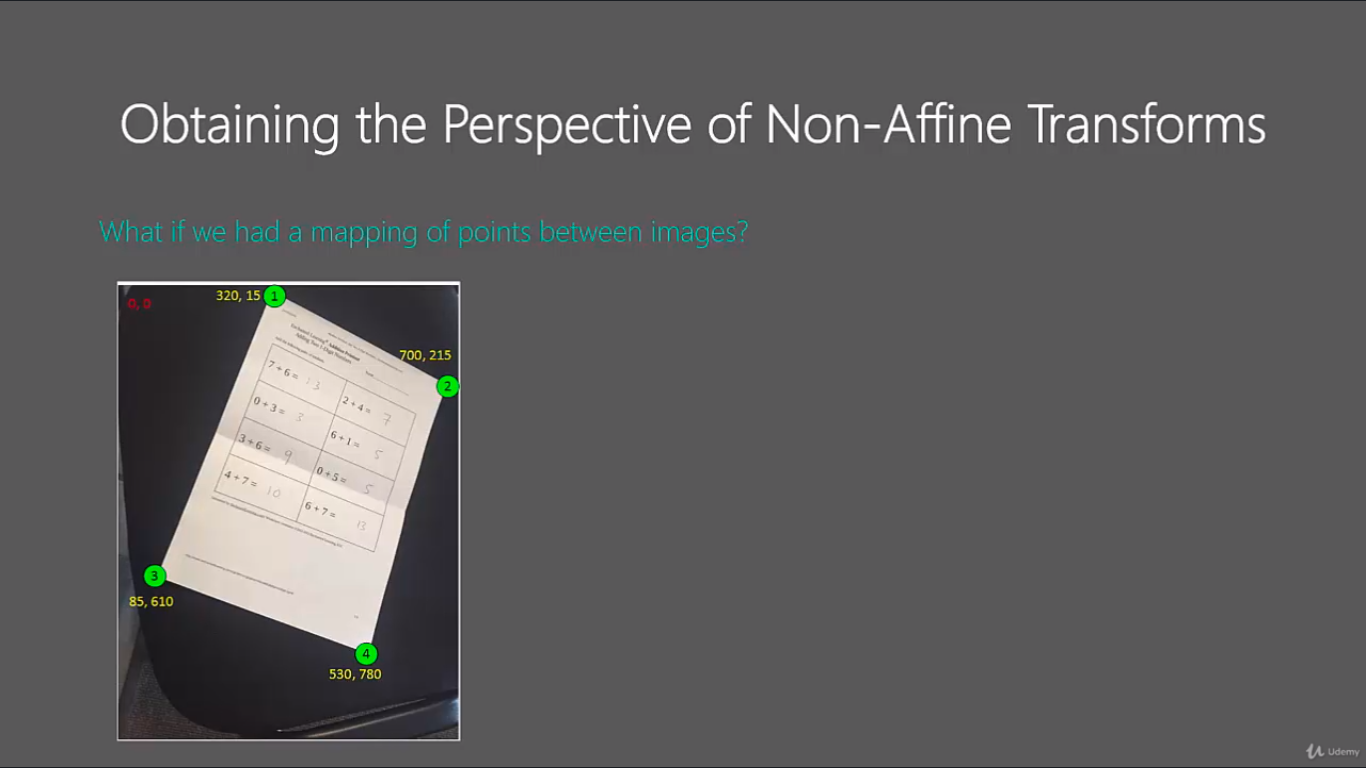 Obtaining the Perspective of Non-Affine Transforms
What if we had a mapping of points between images?
0, 0
320, 15
1
700, 215
2
Adding Two 1-Digit Numbers
7 + 6 = 13
2 + 4 = 7
0 + 3 = 3
6 + 1 = 5
3 + 6 = 9
0 + 5 = 5
4 + 7 = 10
6 + 7 = 13
3
85, 610
4
530, 780
Udemy